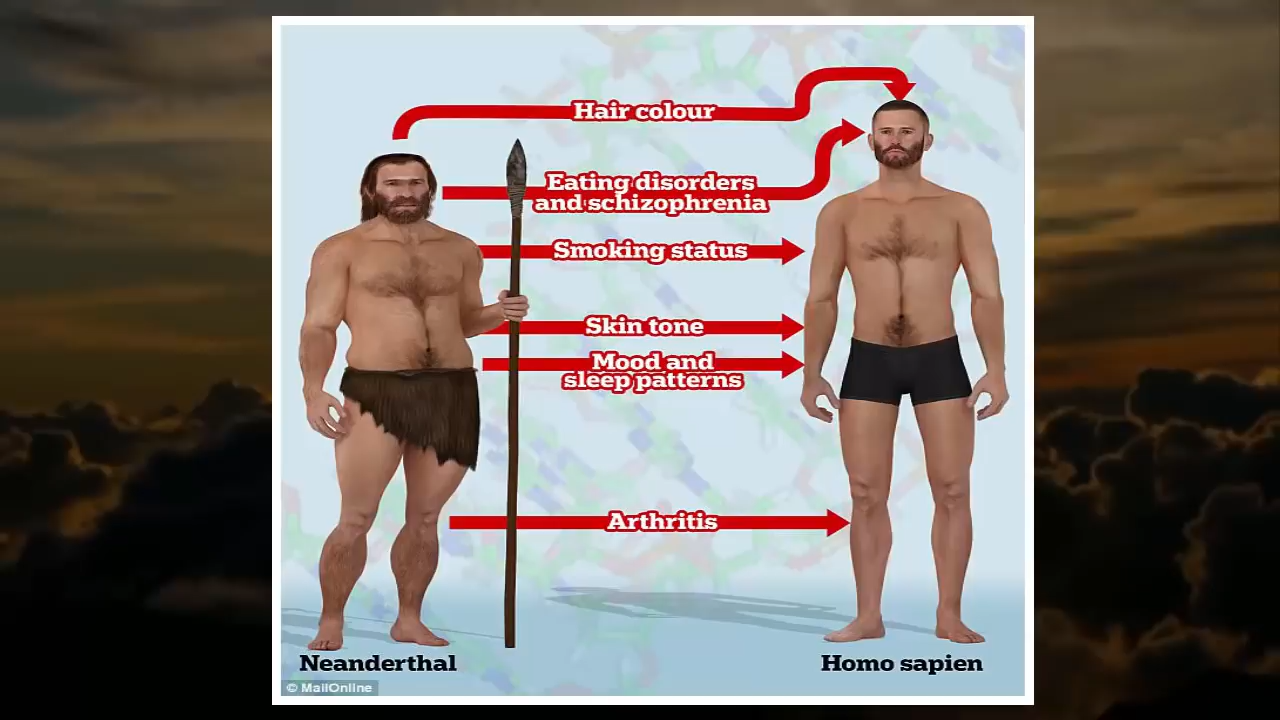 Hair colour
Eating disorders
and schizophrenia
Smoking status
Skin tone
Mood and
sleep patterns
Arthritis
Neanderthal
Homo sapien
© MailOnline